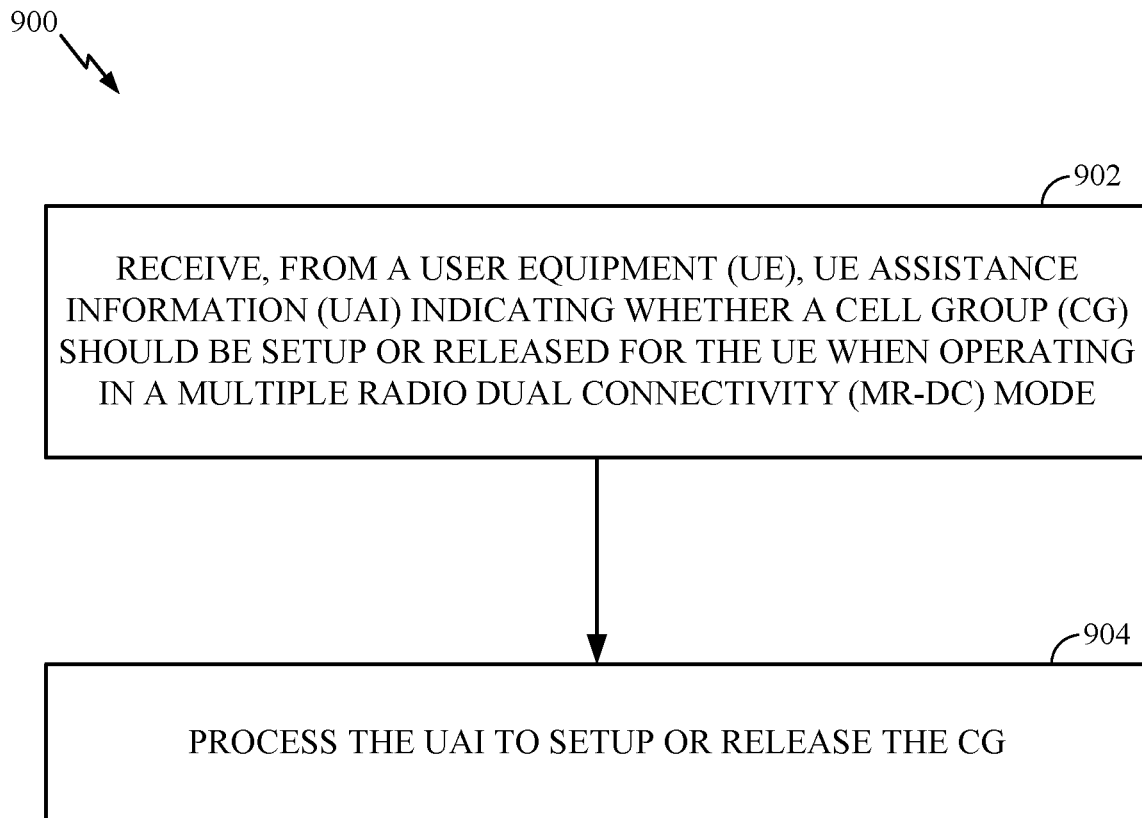 900
902
RECEIVE, FROM A USER EQUIPMENT (UE), UE ASSISTANCE
INFORMATION (UAI) INDICATING WHETHER A CELL GROUP (CG)
SHOULD BE SETUP OR RELEASED FOR THE UE WHEN OPERATING
IN A MULTIPLE RADIO DUAL CONNECTIVITY (MR-DC) MODE
904
PROCESS THE UAI TO SETUP OR RELEASE THE CG